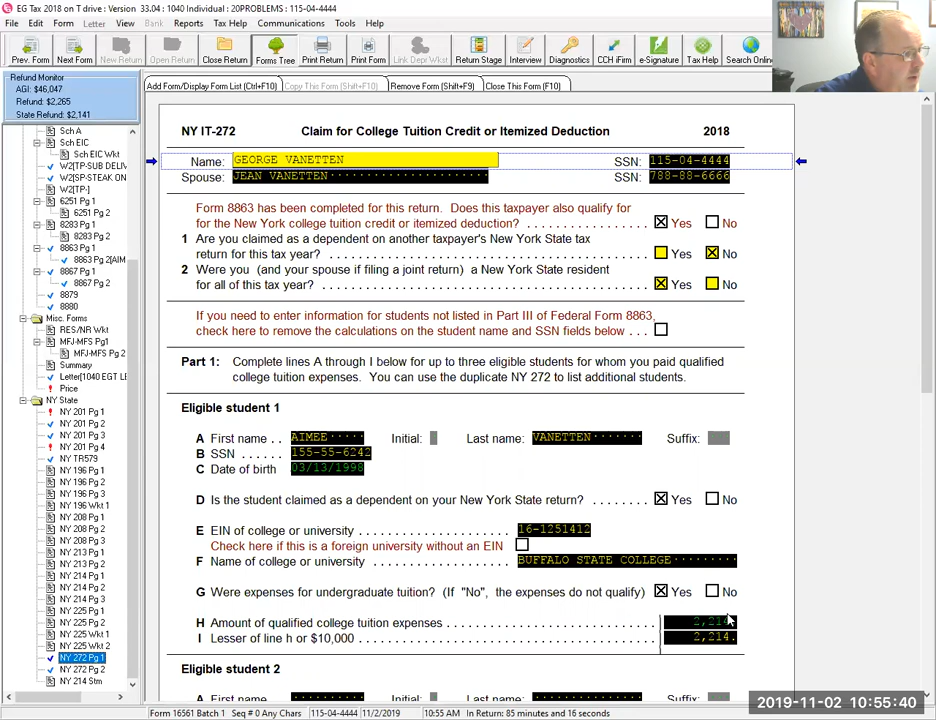 EG Tax 2018 on T drive : Version 33.04 : 1040 Individual : 20PROBLEMS : 115-04-4444
File Edit Forms Letter View Bank Reports Tax Help Communications Tools Help
Prev. Form Next Form New Return Open Return Close Return Forms Tree Print Return Print Form Link Dept Wkst Return Stage Interview Diagnostics CCH iFirm e-Signature Tax Help Search Online
Refund Monitor
AGI: $46,047
Refund: $2,265
State Refund: $2,141
Add Form/Display Form List (Ctrl+F10) Copy This Form (Shift+F10) Remove Form (Shift+F9) Close This Form (F10)
Sch A
Sch EIC
Sch EIC Wkt
W2[TP-SUB DELIV
W2[SP-STEAK ON
W2[TP-]
6251 Pg 1
6251 Pg 2
8283 Pg 1
8283 Pg 2
8863 Pg 1
8863 Pg 2[AIM
8867 Pg 1
8867 Pg 2
8879
8880
Misc. Forms
RES/NR Wkt
MFJ-MFS Pg1
MFJ-MFS Pg 2
Summary
Letter[1040 EGT LE
Price
NY State
NY 201 Pg 1
NY 201 Pg 2
NY 201 Pg 3
NY 201 Pg 4
NY TR579
NY 196 Pg 1
NY 196 Pg 2
NY 196 Pg 3
NY 196 Wkt 1
NY 208 Pg 1
NY 208 Pg 2
NY 208 Pg 3
NY 213 Pg 1
NY 213 Pg 2
NY 214 Pg 1
NY 214 Pg 2
NY 214 Pg 3
NY 225 Pg 1
NY 225 Pg 2
NY 225 Wkt 1
NY 225 Wkt 2
NY 272 Pg 1
NY 272 Pg 2
NY 214 Stm
NY IT-272 Claim for College Tuition Credit or Itemized Deduction 2018
Name: GEORGE VANETTEN SSN: 115-04-4444
Spouse: JEAN VANETTEN SSN: 788-88-6666
Form 8863 has been completed for this return. Does this taxpayer also qualify for
for the New York college tuition credit or itemized deduction? Yes No
1 Are you claimed as a dependent on another taxpayer's New York State tax
return for this tax year? Yes No
2 Were you (and your spouse if filing a joint return) a New York State resident
for all of this tax year? Yes No
If you need to enter information for students not listed in Part III of Federal Form 8863,
check here to remove the calculations on the student name and SSN fields below . . .
Part 1: Complete lines A through I below for up to three eligible students for whom you paid qualified
college tuition expenses. You can use the duplicate NY 272 to list additional students.
Eligible student 1
A First name . . AIMEE Initial: Last name: VANETTEN Suffix:
B SSN . . . . . . 155-55-6242
C Date of birth 03/13/1998
D Is the student claimed as a dependent on your New York State return? Yes No
E EIN of college or university 16-1251412
Check here if this is a foreign university without an EIN
F Name of college or university BUFFALO STATE COLLEGE
G Were expenses for undergraduate tuition? (If "No", the expenses do not qualify) Yes No
H Amount of qualified college tuition expenses 2,214.
I Lesser of line h or $10,000 2,214.
Eligible student 2
A First name . . Initial: Last name: Suffix:
2019-11-02 10:55:40
Form 16561 Batch 1 Seq # 0 Any Chars 115-04-4444 11/2/2019 10:55 AM In Return: 85 minutes and 16 seconds